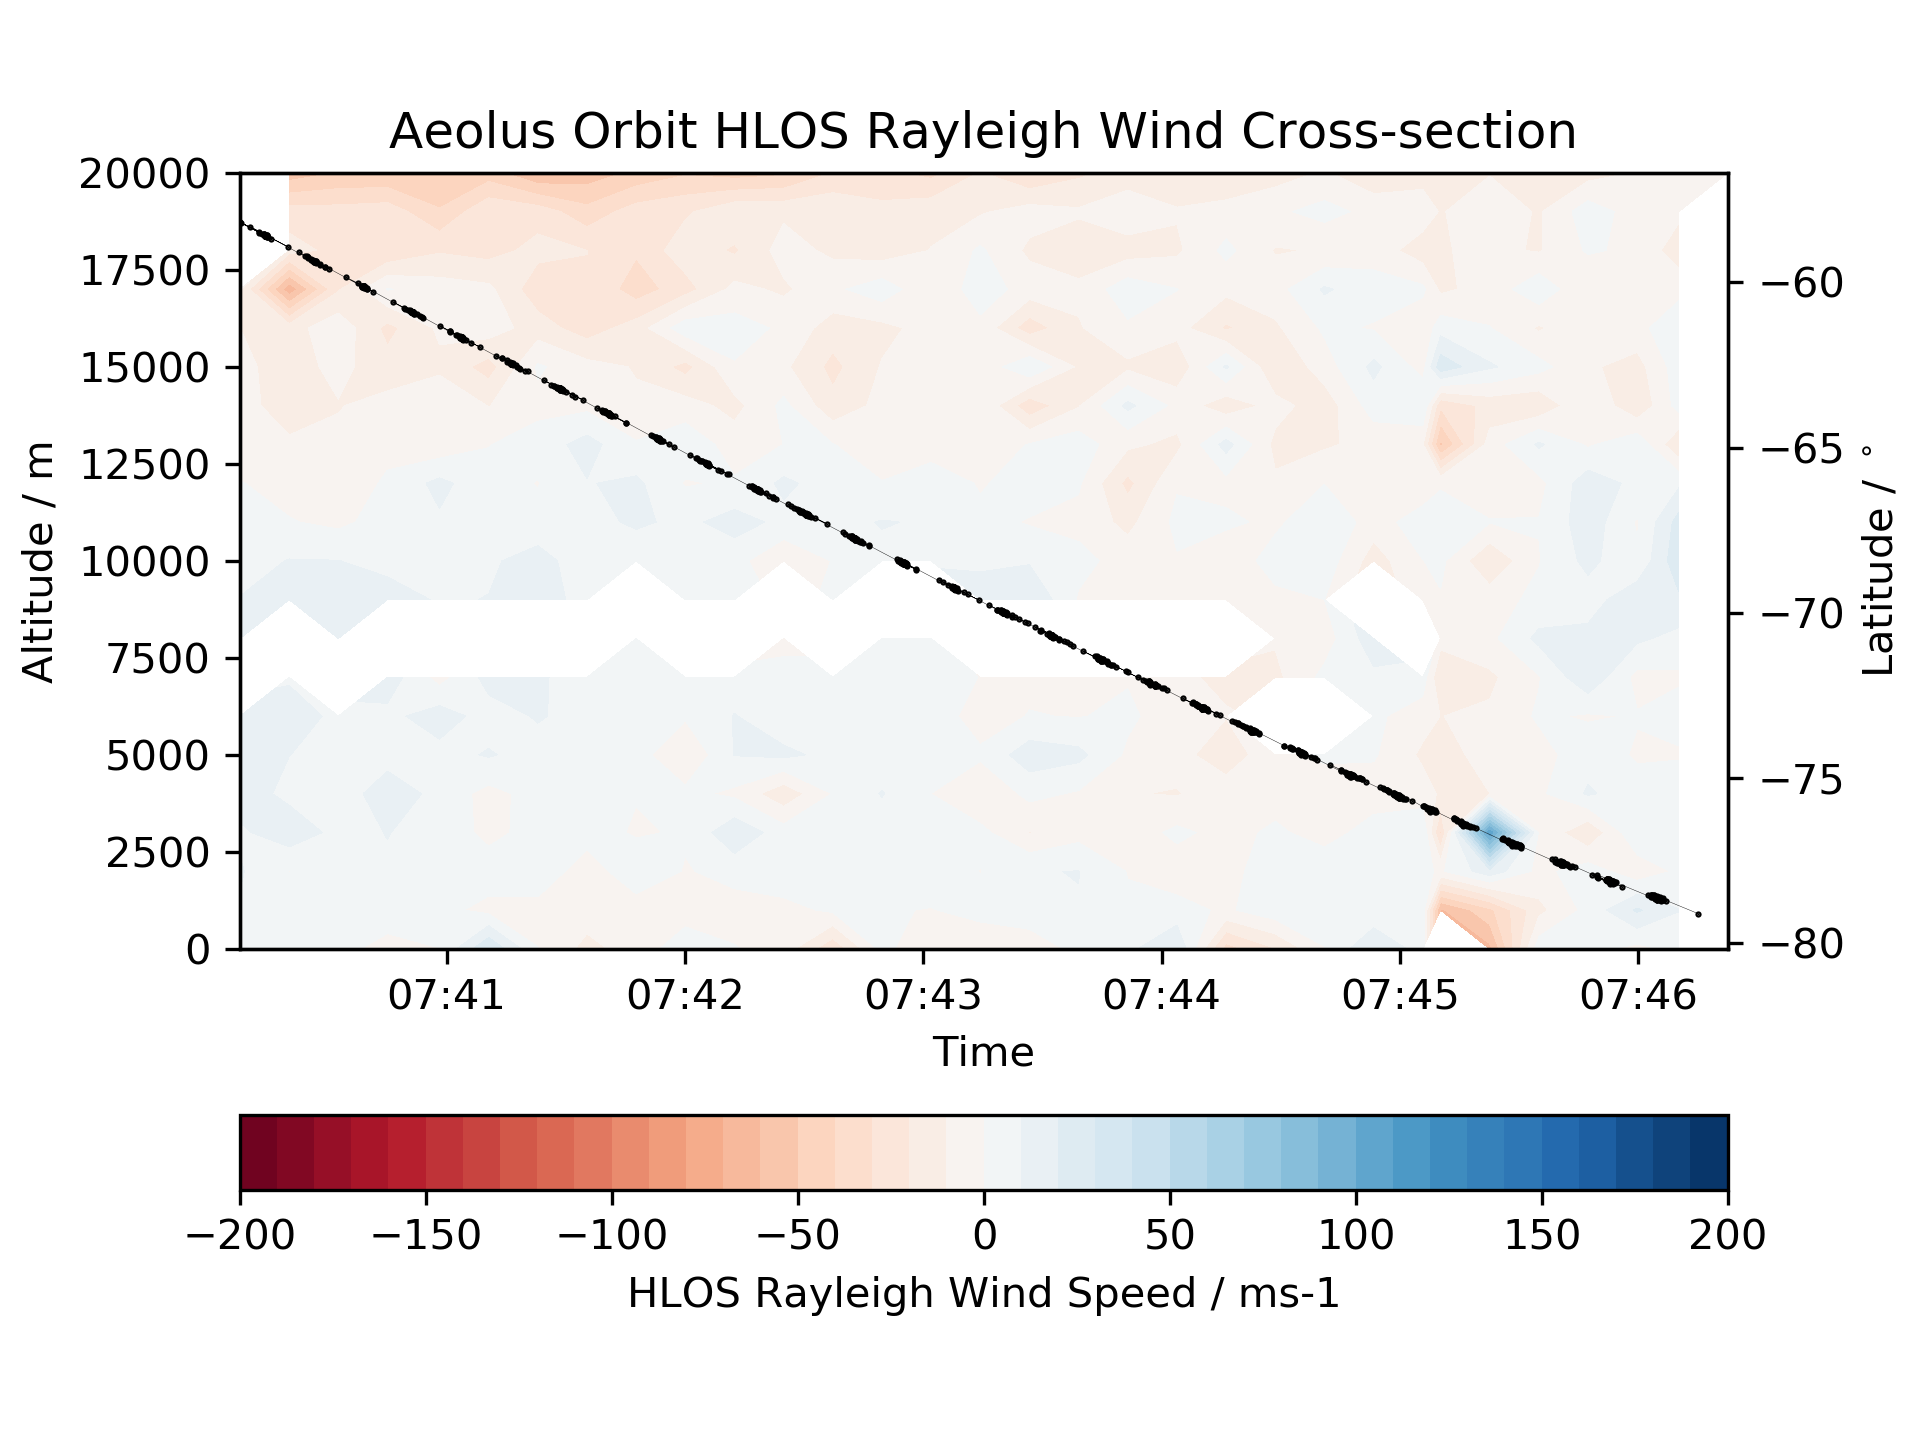 Aeolus Orbit HLOS Rayleigh Wind Cross-section
20000
17500
15000
12500
10000
7500
5000
2500
0
Altitude / m
−60
−65
−70
−75
−80
Latitude / °
07:41 07:42 07:43 07:44 07:45 07:46
Time
−200 −150 −100 −50 0 50 100 150 200
HLOS Rayleigh Wind Speed / ms-1